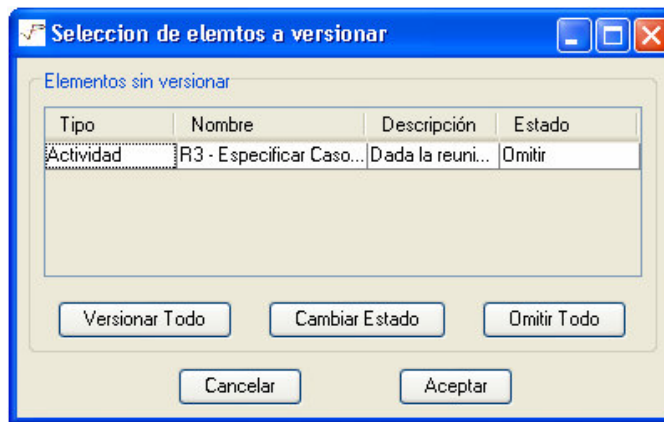 Seleccion de elemtos a versionar
Elementos sin versionar
Tipo Nombre Descripción Estado
Actividad R3 - Especificar Caso... Dada la reuni... Omitir
Versionar Todo Cambiar Estado Omitir Todo
Cancelar Aceptar